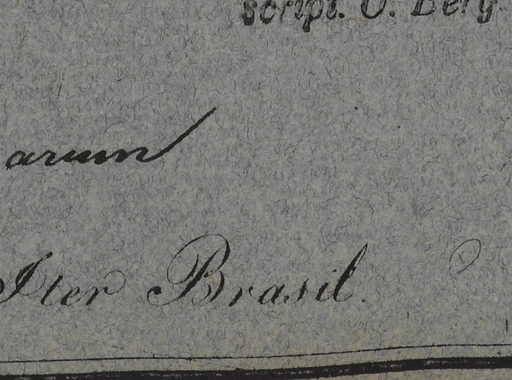 script. O. Berg.
arum
Iter Brasil.